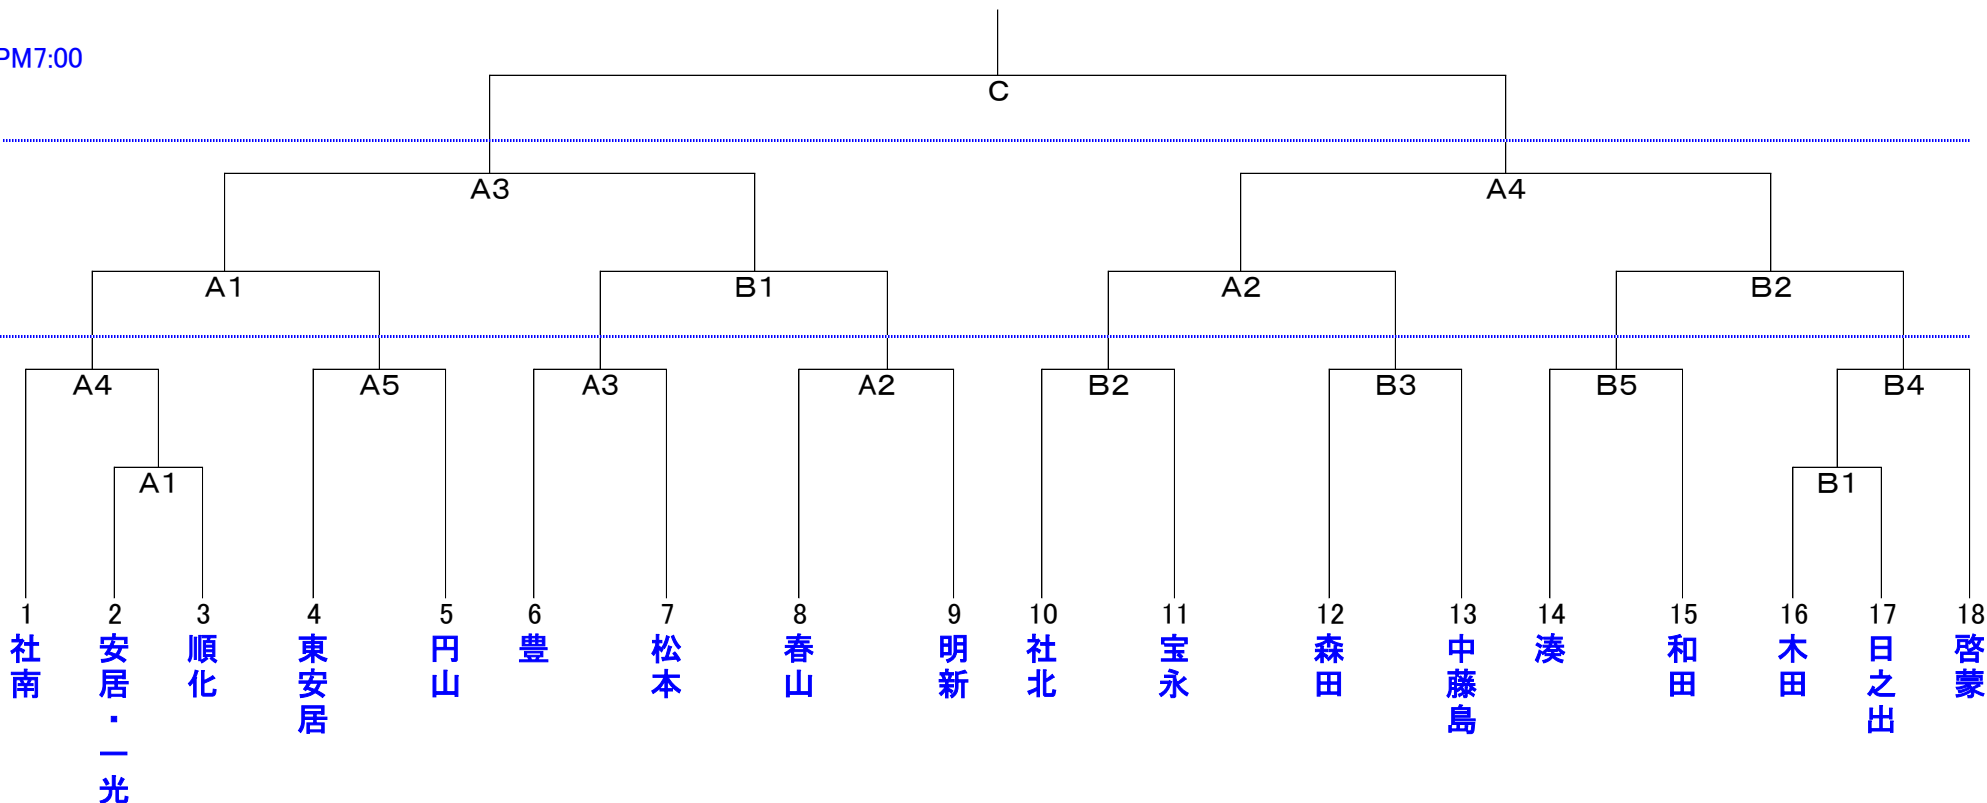 PM7:00
C
A3 A4
A1 B1 A2 B2
A4 A5 A3 A2 B2 B3 B5 B4
A1 B1
1 2 3 4 5 6 7 8 9 10 11 12 13 14 15 16 17 18
社南
安居・一光
順化
東安居
円山
豊
松本
春山
明新
社北
宝永
森田
中藤島
湊
和田
木田
日之出
啓蒙